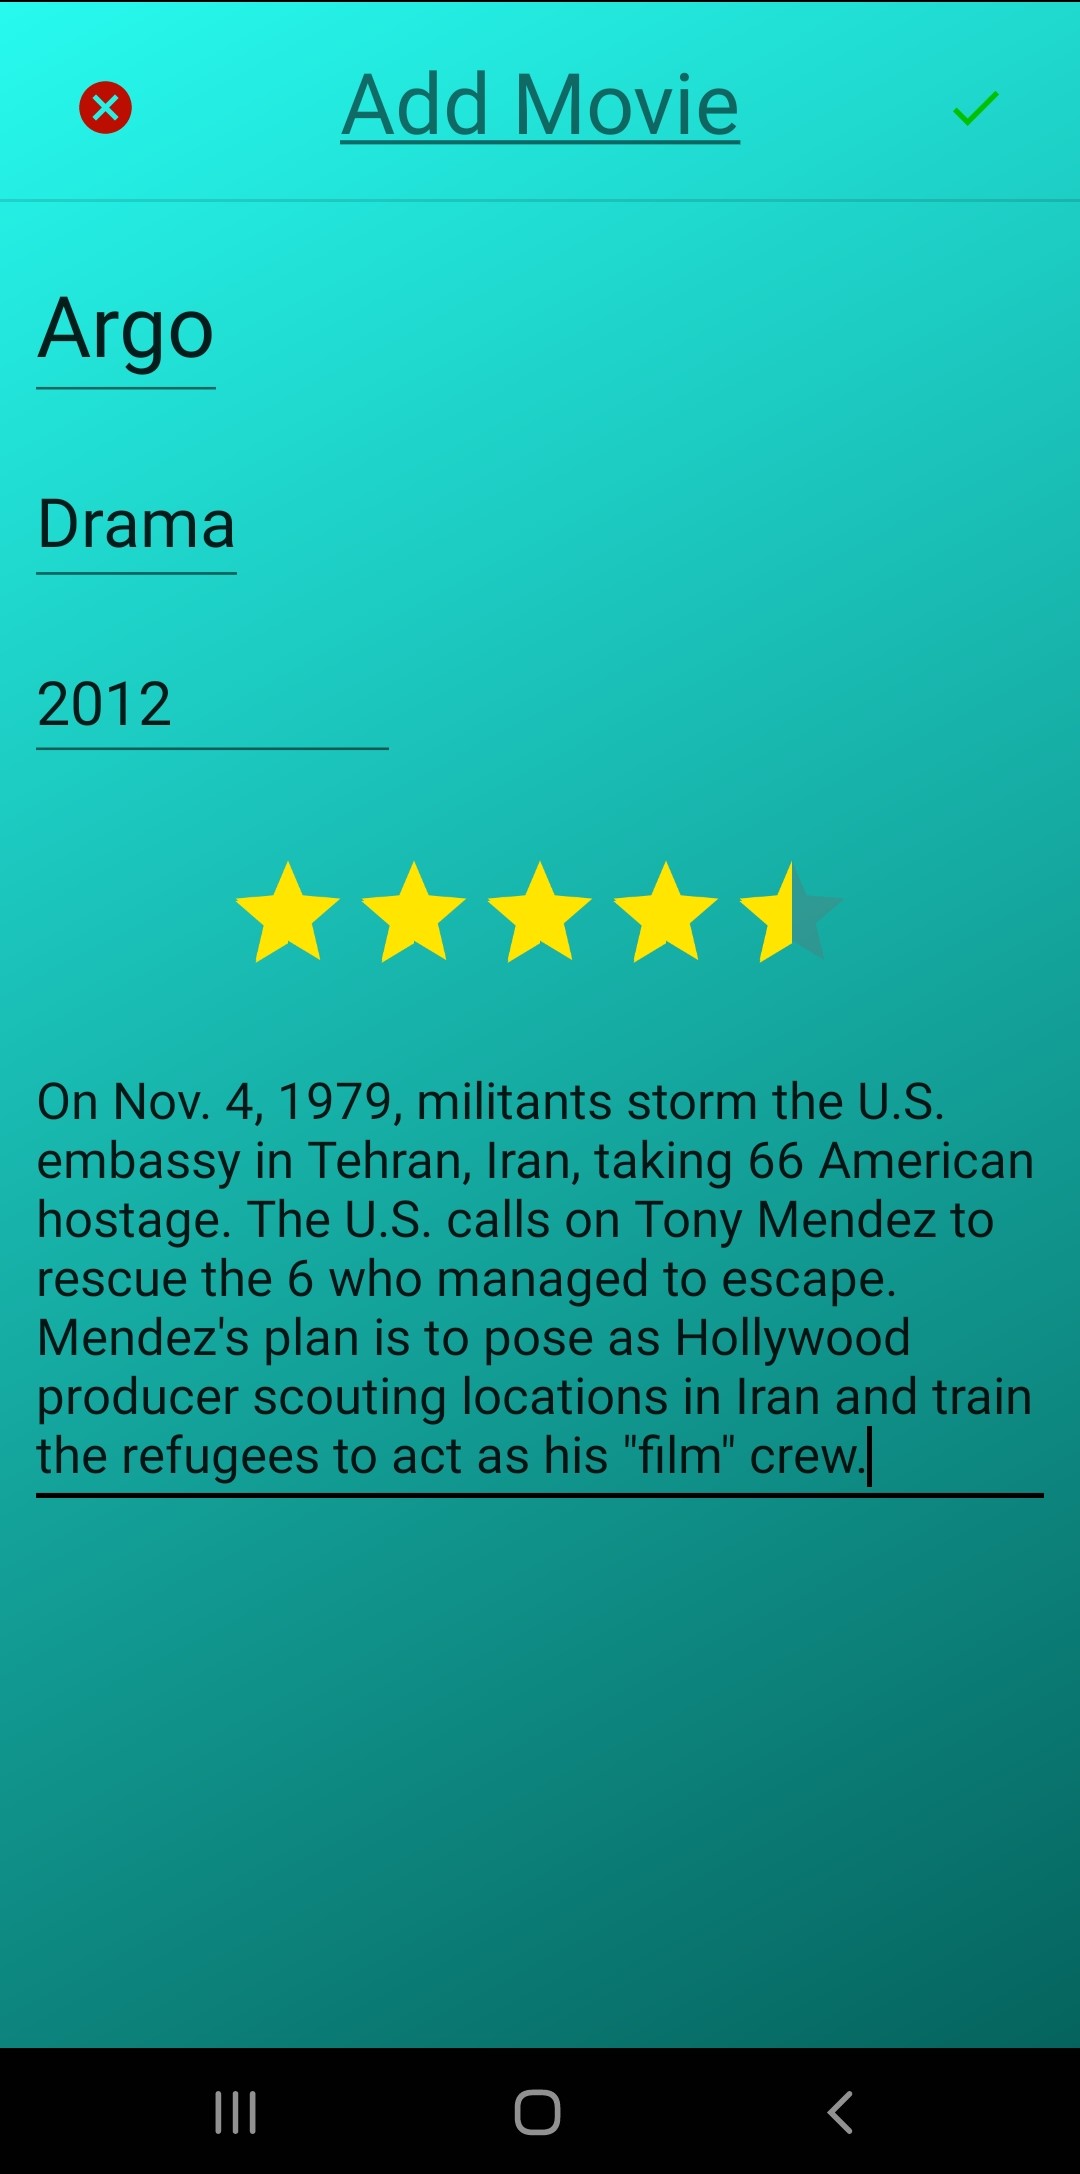 Add Movie
Argo
Drama
2012
On Nov. 4, 1979, militants storm the U.S.
embassy in Tehran, Iran, taking 66 American
hostage. The U.S. calls on Tony Mendez to
rescue the 6 who managed to escape.
Mendez's plan is to pose as Hollywood
producer scouting locations in Iran and train
the refugees to act as his "film" crew.